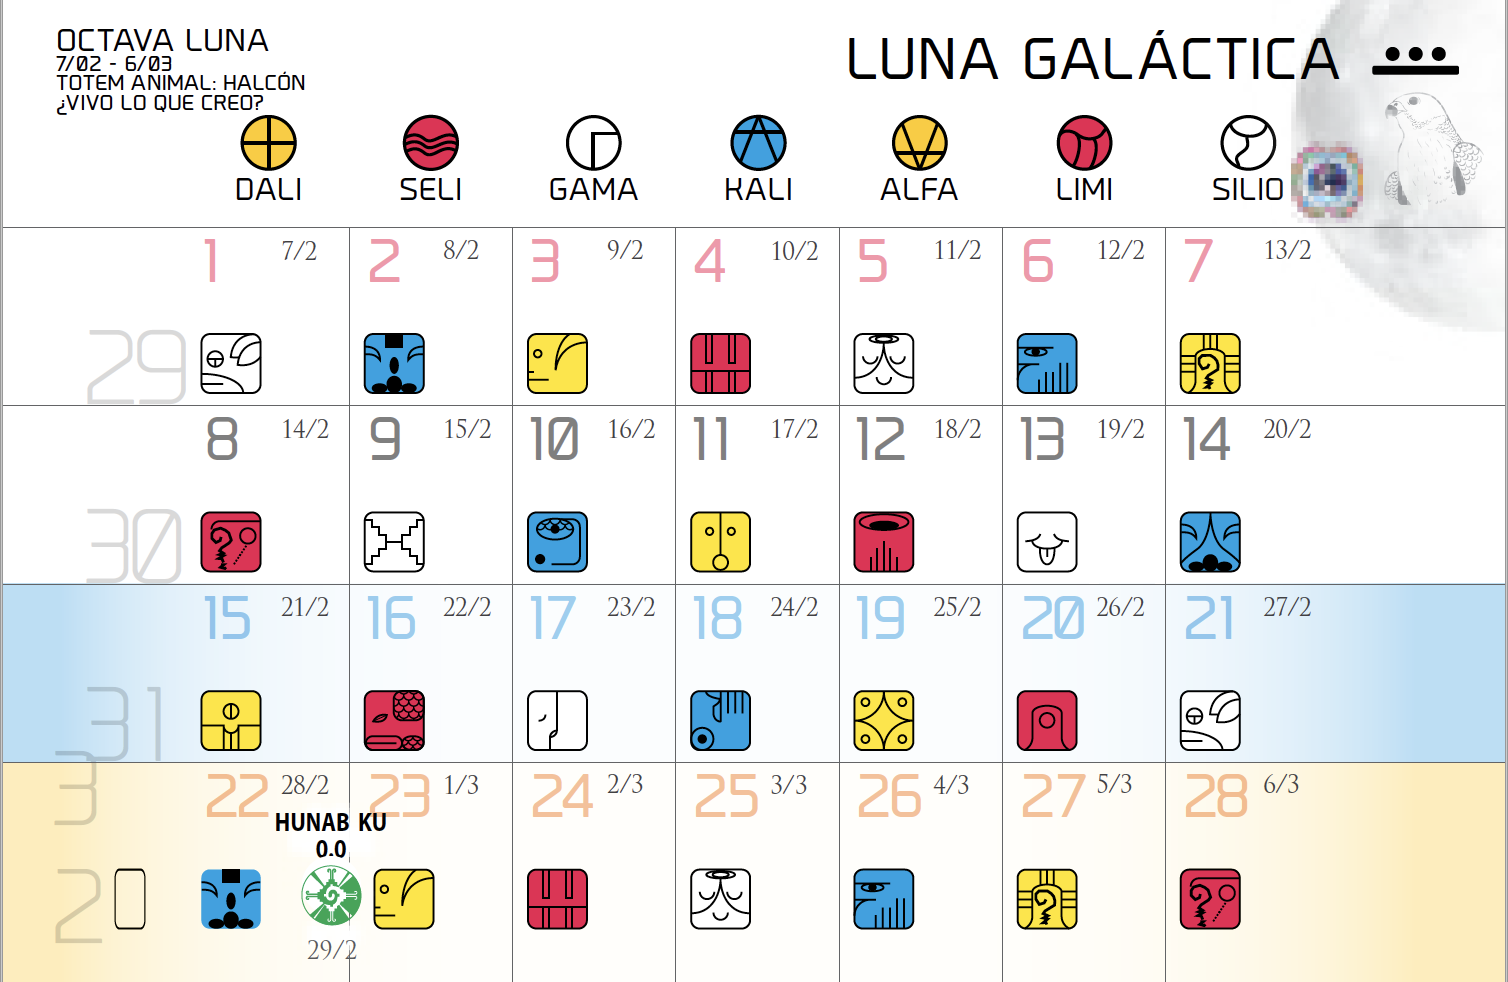 OCTAVA LUNA
7/02 - 6/03
TOTEM ANIMAL: HALCÓN
¿VIVO LO QUE CREO?
LUNA GALÁCTICA
DALI SELI GAMA KALI ALFA LIMI SILIO
1 7/2 2 8/2 3 9/2 4 10/2 5 11/2 6 12/2 7 13/2
29
8 14/2 9 15/2 10 16/2 11 17/2 12 18/2 13 19/2 14 20/2
30
15 21/2 16 22/2 17 23/2 18 24/2 19 25/2 20 26/2 21 27/2
31
22 28/2 23 1/3 24 2/3 25 3/3 26 4/3 27 5/3 28 6/3
3
HUNAB KU
0.0
2
29/2